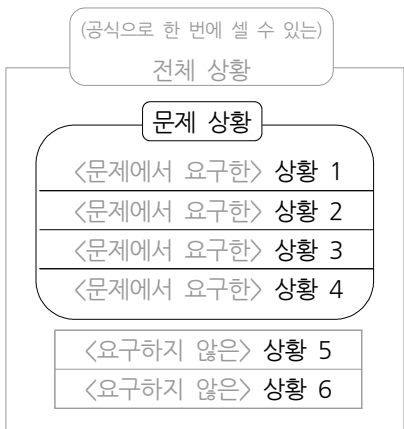 (공식으로 한 번에 셀 수 있는)
전체 상황
문제 상황
<문제에서 요구한> 상황 1
<문제에서 요구한> 상황 2
<문제에서 요구한> 상황 3
<문제에서 요구한> 상황 4
<요구하지 않은> 상황 5
<요구하지 않은> 상황 6